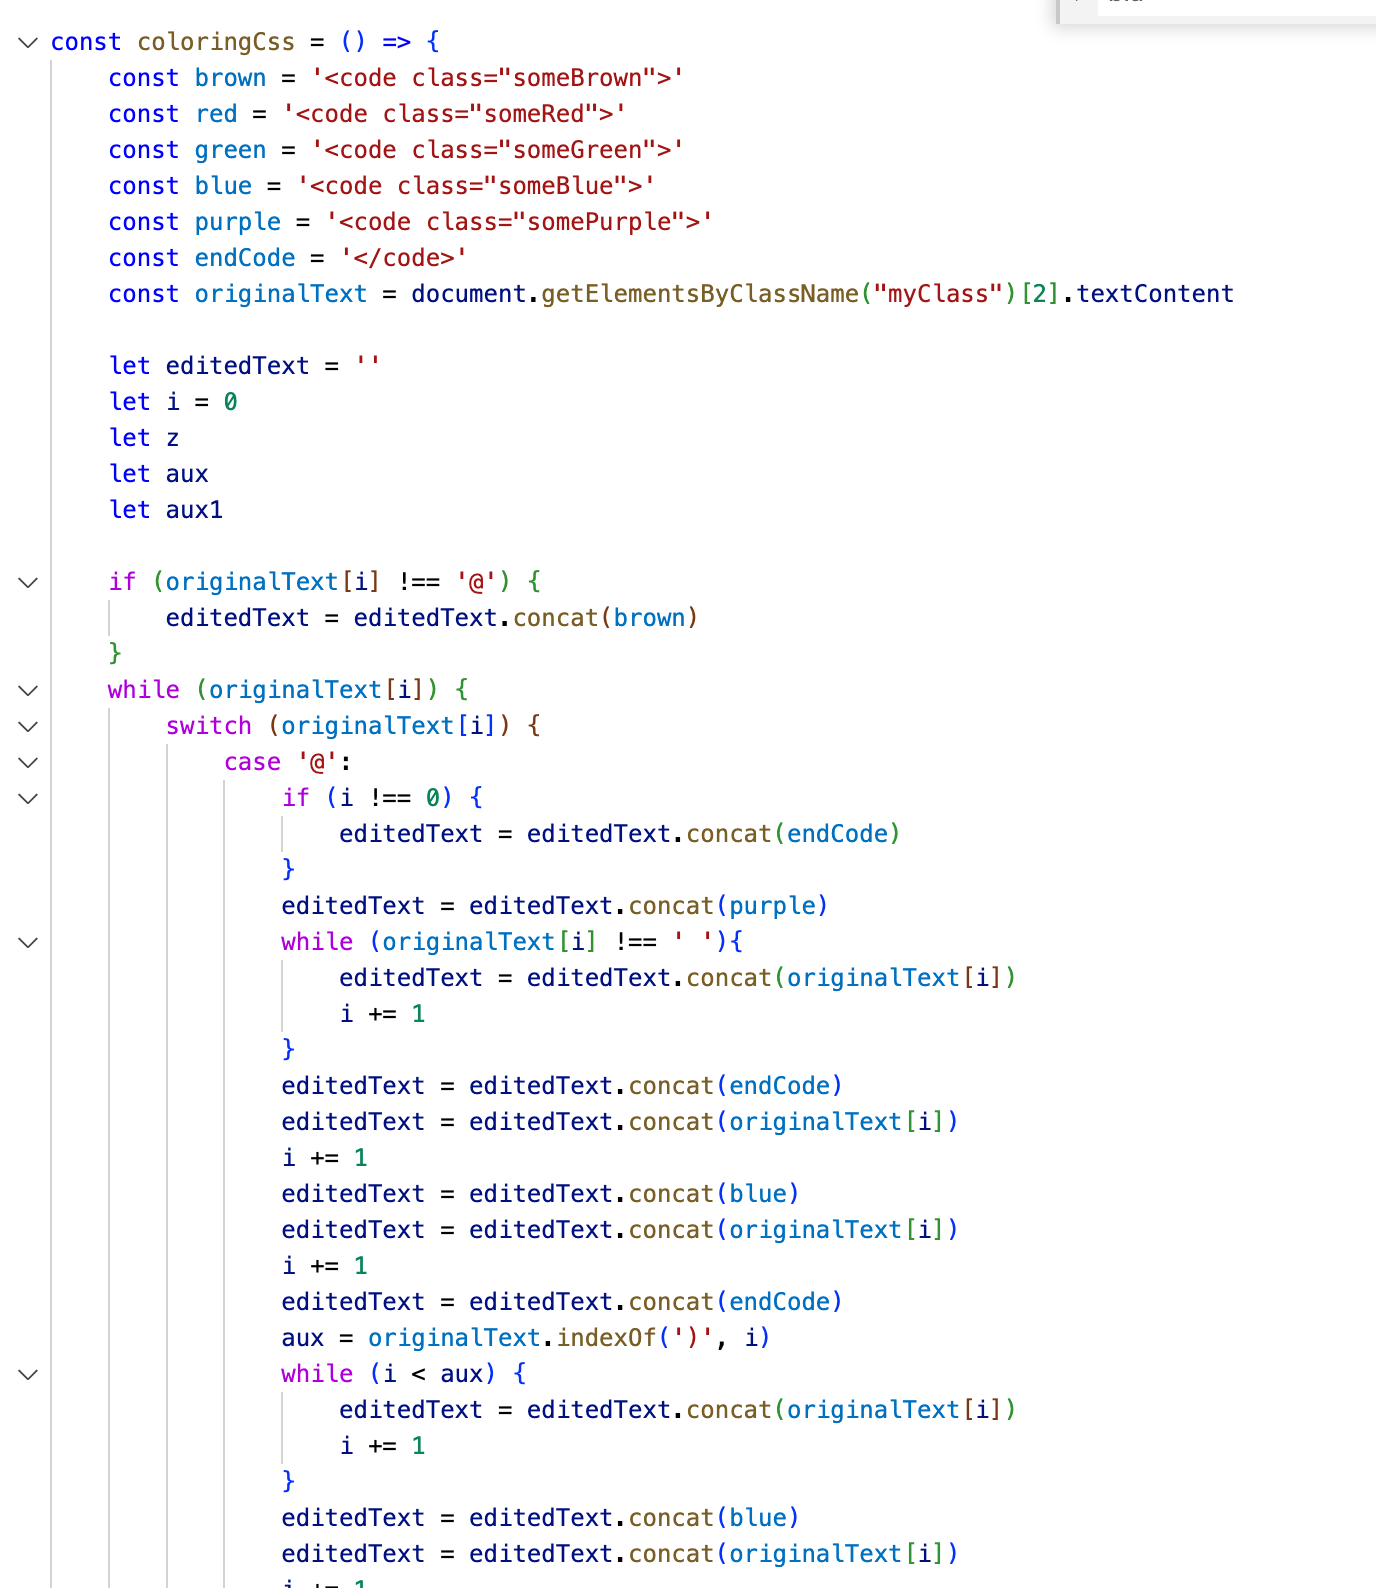 const coloringCss = () => {
    const brown = '<code class="someBrown">'
    const red = '<code class="someRed">'
    const green = '<code class="someGreen">'
    const blue = '<code class="someBlue">'
    const purple = '<code class="somePurple">'
    const endCode = '</code>'
    const originalText = document.getElementsByClassName("myClass")[2].textContent

    let editedText = ''
    let i = 0
    let z
    let aux
    let aux1

    if (originalText[i] !== '@') {
        editedText = editedText.concat(brown)
    }
    while (originalText[i]) {
        switch (originalText[i]) {
            case '@':
                if (i !== 0) {
                    editedText = editedText.concat(endCode)
                }
                editedText = editedText.concat(purple)
                while (originalText[i] !== ' '){
                    editedText = editedText.concat(originalText[i])
                    i += 1
                }
                editedText = editedText.concat(endCode)
                editedText = editedText.concat(originalText[i])
                i += 1
                editedText = editedText.concat(blue)
                editedText = editedText.concat(originalText[i])
                i += 1
                editedText = editedText.concat(endCode)
                aux = originalText.indexOf(')', i)
                while (i < aux) {
                    editedText = editedText.concat(originalText[i])
                    i += 1
                }
                editedText = editedText.concat(blue)
                editedText = editedText.concat(originalText[i])
                i += 1